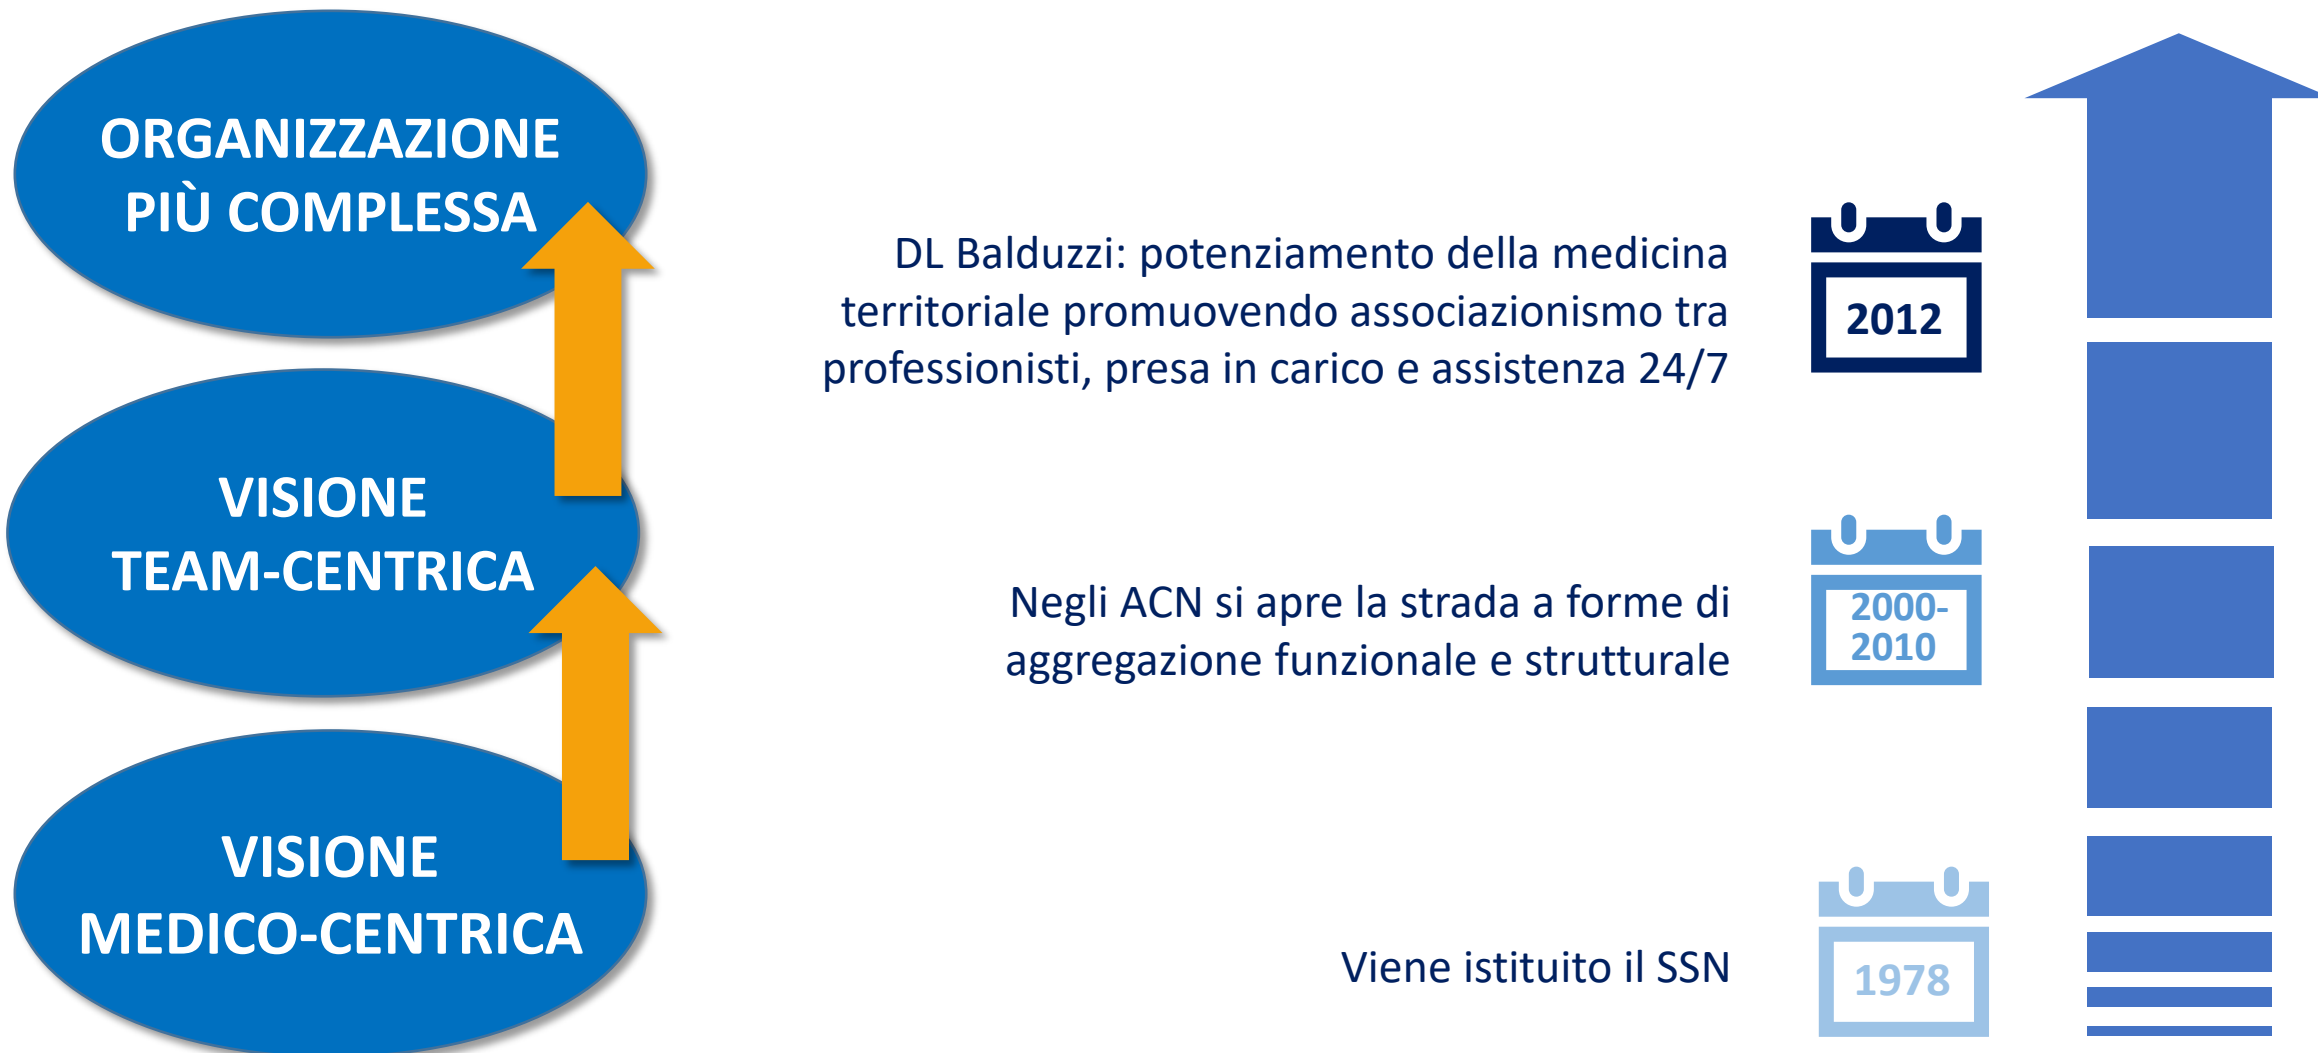 ORGANIZZAZIONE
PIÙ COMPLESSA
DL Balduzzi: potenziamento della medicina
territoriale promuovendo associazionismo tra
professionisti, presa in carico e assistenza 24/7
2012
VISIONE
TEAM-CENTRICA
Negli ACN si apre la strada a forme di
aggregazione funzionale e strutturale
2000-
2010
VISIONE
MEDICO-CENTRICA
Viene istituito il SSN
1978